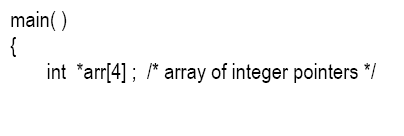 main( )
{
int *arr[4] ; /* array of integer pointers */